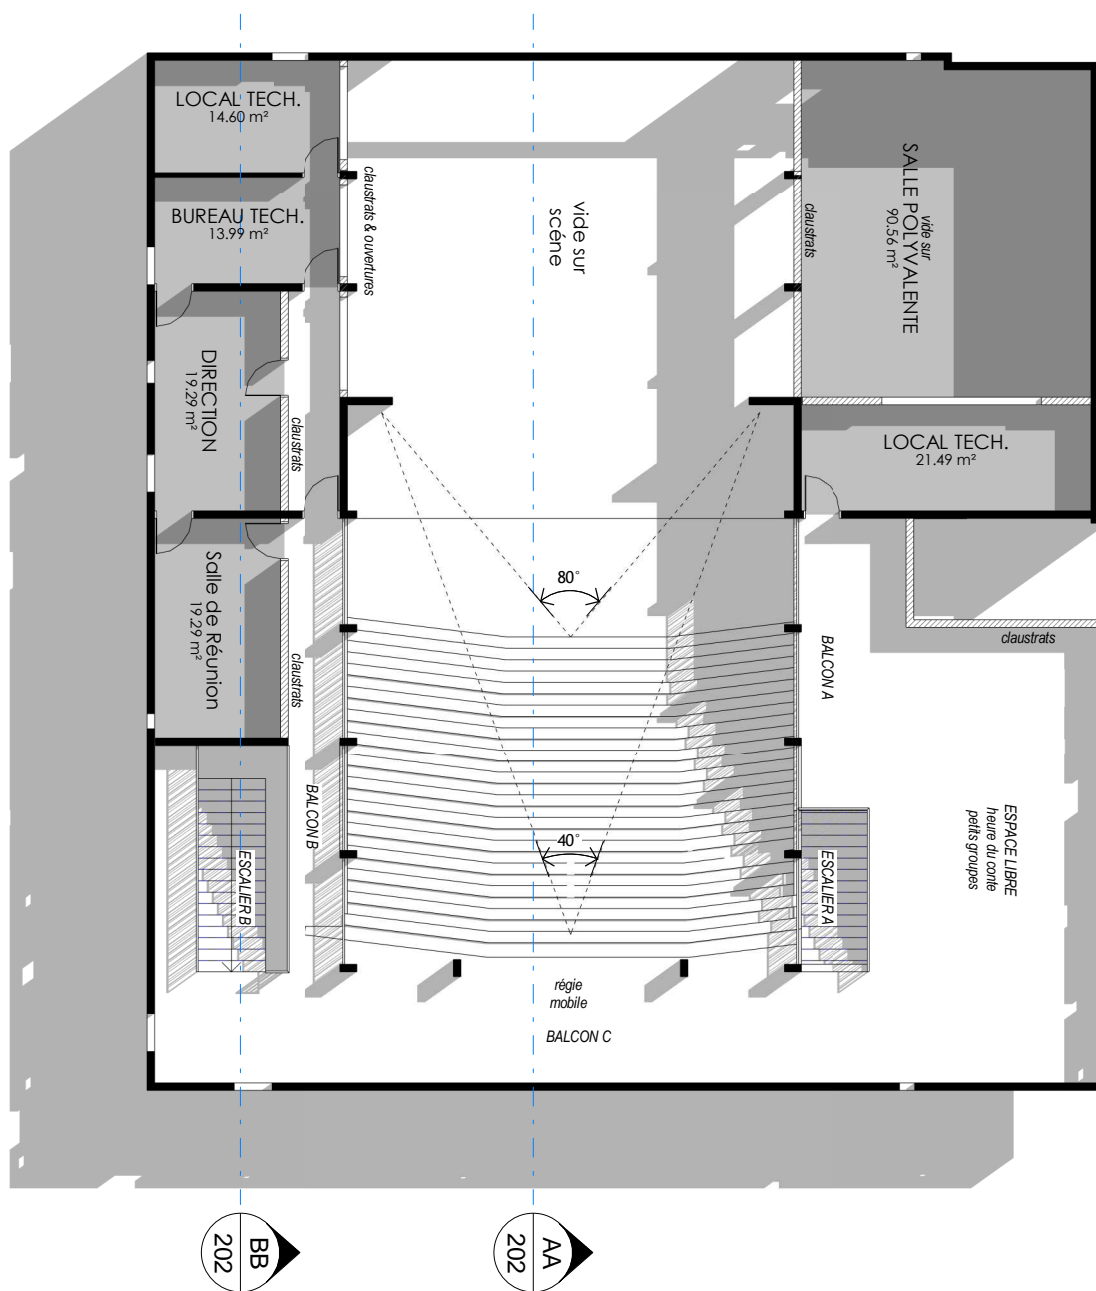 LOCAL TECH.
14.60 m²
BUREAU TECH.
13.99 m²
claustrats & ouvertures
vide sur
scéne
claustrats
SALLE POLYVALENTE
vide sur
90.56 m²
DIRECTION
19.29 m²
claustrats
LOCAL TECH.
21.49 m²
Salle de Réunion
19.29 m²
claustrats
80°
BALCON A
claustrats
BALCON B
40°
ESCALIER B
ESCALIER A
ESPACE LIBRE
heure du conte
petits groupes
régie
mobile
BALCON C
BB
202
AA
202